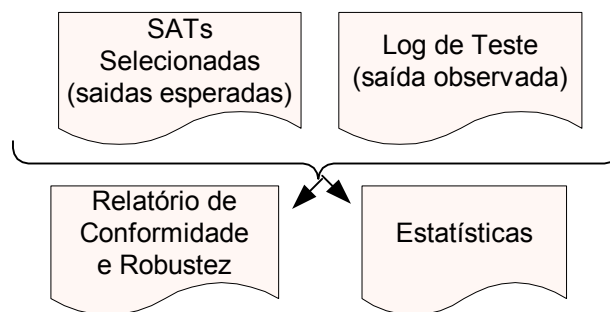 SATs
Selecionadas
(saidas esperadas)
Log de Teste
(saída observada)
Relatório de
Conformidade
e Robustez
Estatísticas